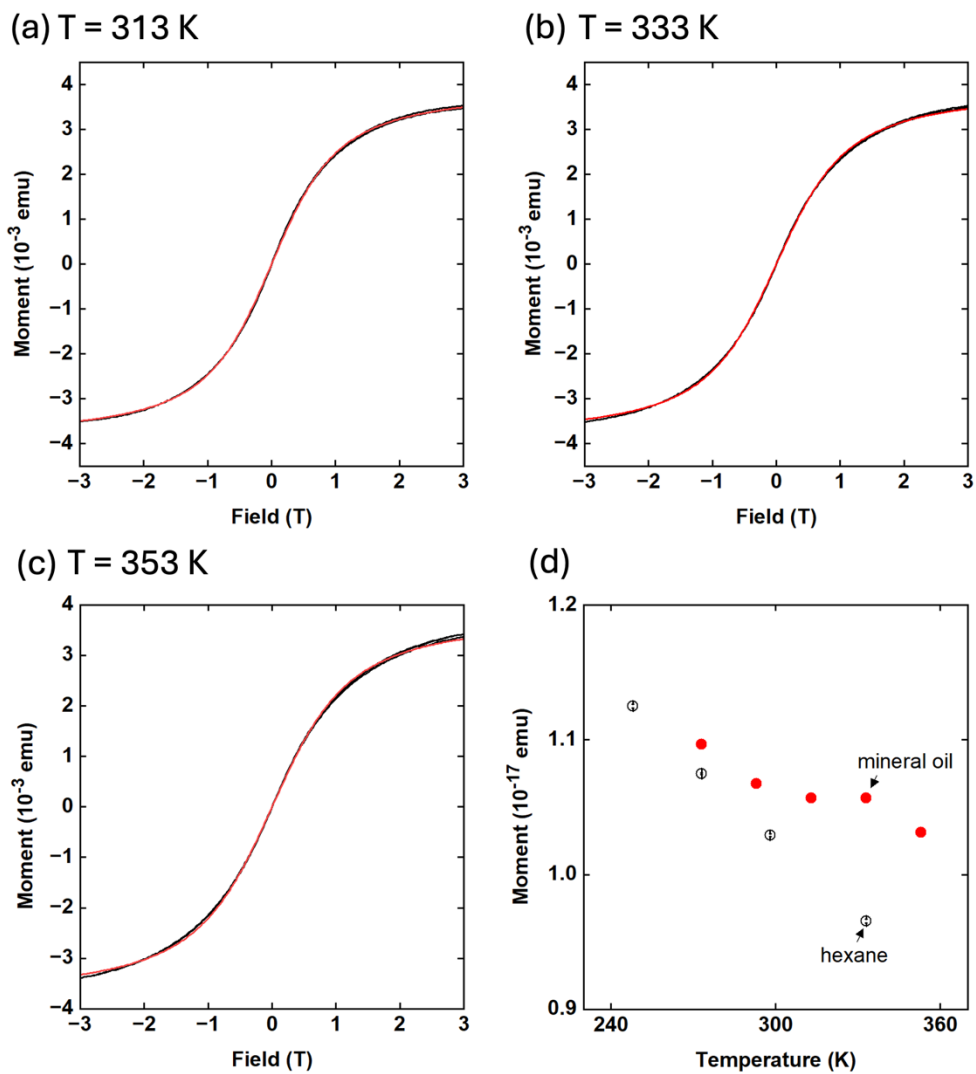 (a) T = 313 K
(b) T = 333 K
4
3
2
1
0
−1
−2
−3
−4
Moment (10⁻³ emu)
−3 −2 −1 0 1 2 3
Field (T)
4
3
2
1
0
−1
−2
−3
−4
Moment (10⁻³ emu)
−3 −2 −1 0 1 2 3
Field (T)
(c) T = 353 K
(d)
4
3
2
1
0
−1
−2
−3
−4
Moment (10⁻³ emu)
−3 −2 −1 0 1 2 3
Field (T)
1.2
1.1
1.0
0.9
Moment (10⁻¹⁷ emu)
mineral oil
hexane
240 300 360
Temperature (K)